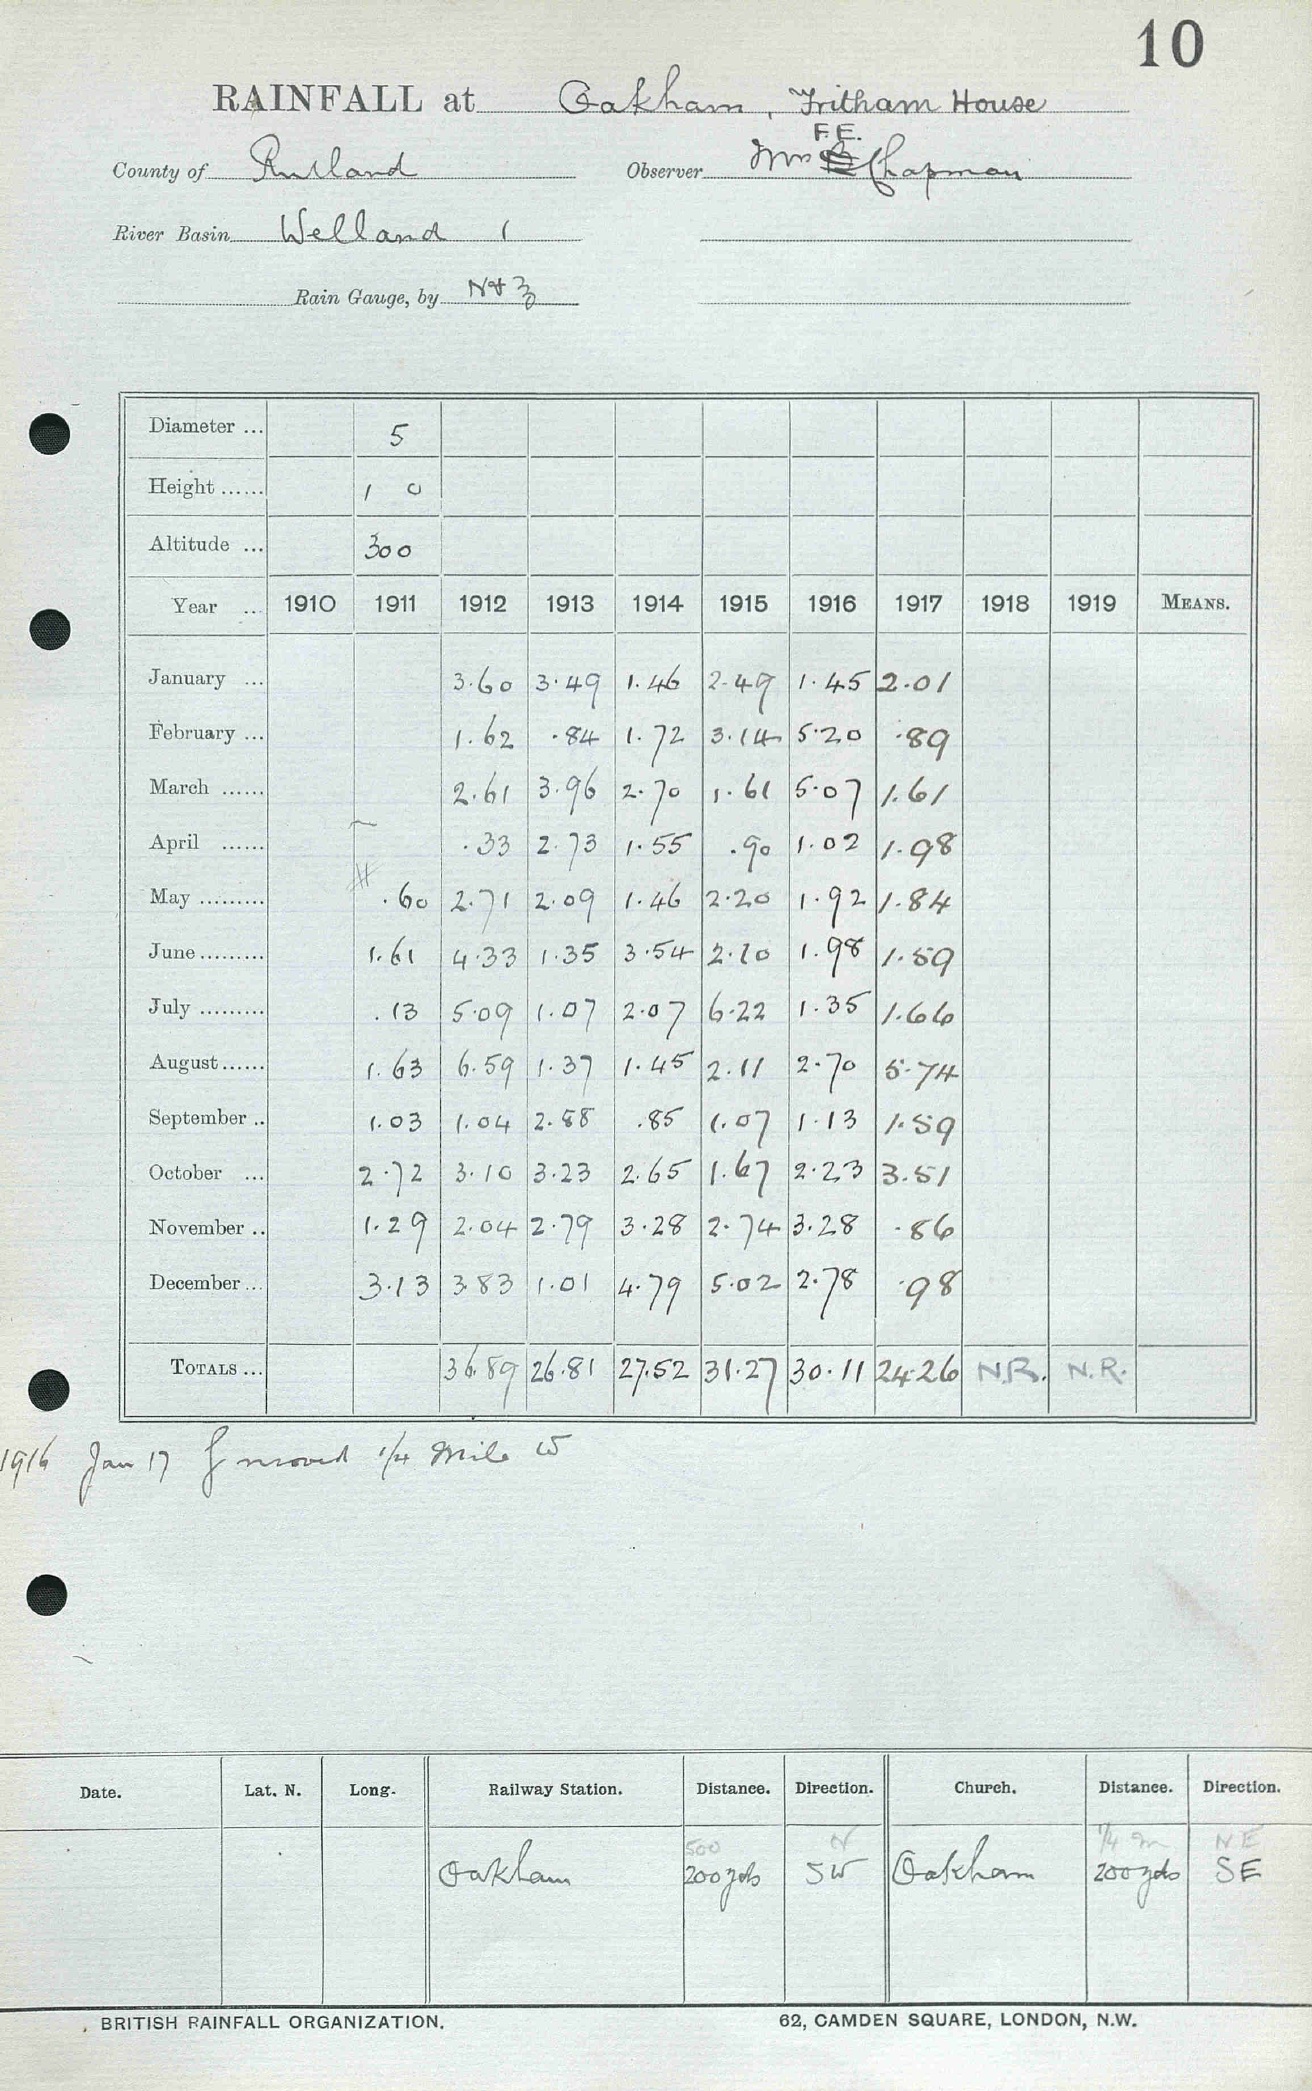 10
RAINFALL at Oakham, Fritham House
F.E.
County of Rutland Observer Mrs Chapman
River Basin Welland 1
Rain Gauge, by N & Z
Diameter ... 5
Height ...... 1 0
Altitude ... 300
Year ... 1910 1911 1912 1913 1914 1915 1916 1917 1918 1919 MEANS.
January ... 3.60 3.49 1.46 2.49 1.45 2.01
February ... 1.62 .84 1.72 3.14 5.20 .89
March ...... 2.61 3.96 2.70 1.61 5.07 1.61
April ...... .33 2.73 1.55 .90 1.02 1.98
May ......... .60 2.71 2.09 1.46 2.20 1.92 1.84
June ......... 1.61 4.33 1.35 3.54 2.10 1.98 1.59
July ......... .13 5.09 1.07 2.07 6.22 1.35 1.66
August ...... 1.63 6.59 1.37 1.45 2.11 2.70 5.74
September .. 1.03 1.04 2.88 .85 1.07 1.13 1.59
October ... 2.72 3.10 3.23 2.65 1.67 2.23 3.51
November .. 1.29 2.04 2.79 3.28 2.74 3.28 .86
December ... 3.13 3.83 1.01 4.79 5.02 2.78 .98
TOTALS ... 36.89 26.81 27.52 31.27 30.11 24.26 N.R. N.R.
1916 Jan 17 G moved 1/4 Mile W
Date. Lat. N. Long. Railway Station. Distance. Direction. Church. Distance. Direction.
500 N 1/4 m N E
Oakham 200 yds SW Oakham 200 yds SE
BRITISH RAINFALL ORGANIZATION. 62, CAMDEN SQUARE, LONDON, N.W.